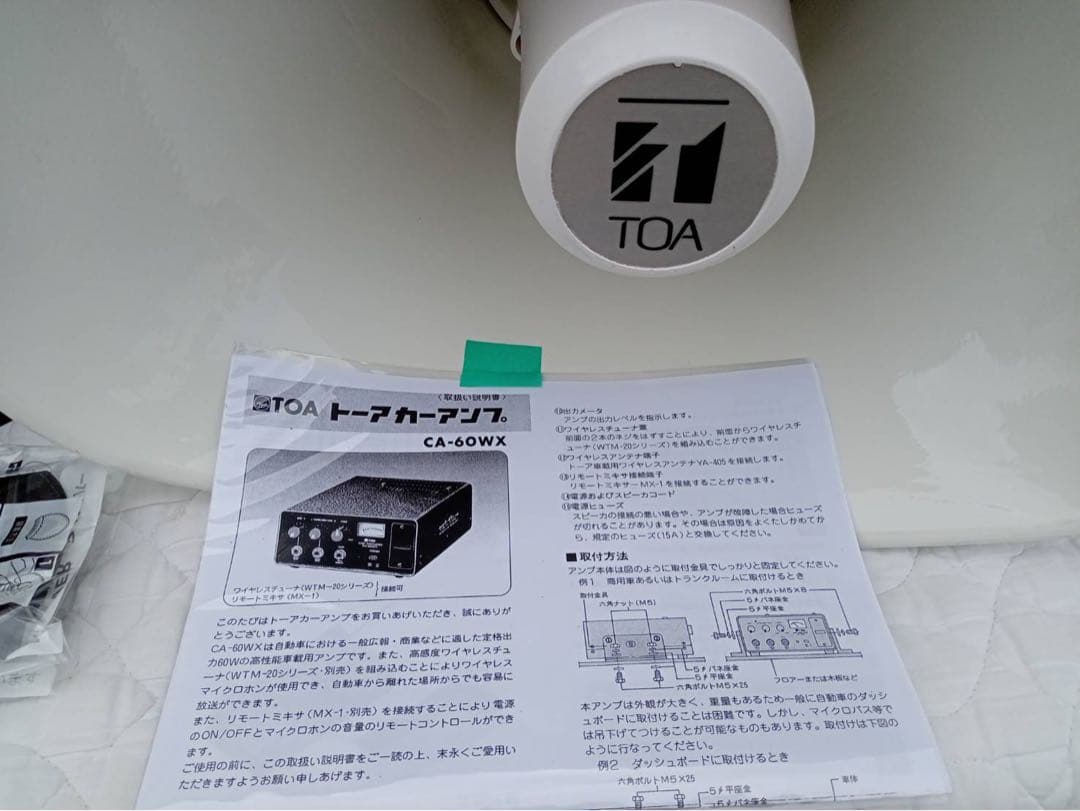 TOA
〈取扱い説明書〉
TOA トーアカーアンプ
CA-60WX
ワイヤレスチューナ(WTM-20シリーズ)
リモートミキサ(MX-1)
接続可
このたびはトーアカーアンプをお買いあげいただき、誠にありが
とうございます。
CA-60WXは自動車における一般広報・商業などに適した定格出
力60Wの高性能車載用アンプです。また、高感度ワイヤレスチュ
ーナ(WTM-20シリーズ・別売)を組み込むことによりワイヤレス
マイクロホンが使用でき、自動車から離れた場所からでも容易に
放送ができます。
また、リモートミキサ(MX-1・別売)を接続することにより電源
のON/OFFとマイクロホンの音量のリモートコントロールができ
ます。
ご使用の前に、この取扱い説明書をご一読の上、末永くご愛用い
ただきますようお願い申しあげます。
⑩出力メータ
アンプの出力レベルを指示します。
⑪ワイヤレスチューナ蓋
前面の2本のネジをはずすことにより、前面からワイヤレスチ
ューナ(WTM-20シリーズ)を組み込むことができます。
⑫ワイヤレスアンテナ端子
トーア車載用ワイヤレスアンテナYA-405を接続します。
⑬リモートミキサ接続端子
リモートミキサーMX-1を接続することができます。
⑭電源およびスピーカコード
⑮電源ヒューズ
スピーカの接続の悪い場合や、アンプが故障した場合ヒューズ
が切れることがあります。その場合は原因をよくたしかめてか
ら、規定のヒューズ(15A)と交換してください。
■取付方法
アンプ本体は図のように取付金具でしっかりと固定してください。
例1 商用車あるいはトランクルームに取付けるとき
取付金具
六角ナット(M5)
六角ボルトM5×8
5∮バネ座金
5∮平座金
5∮バネ座金
5∮平座金
六角ボルトM5×25
フロアーまたは木板など
本アンプは外観が大きく、重量もあるため一般に自動車のダッシ
ュボードに取付けることは困難です。しかし、マイクロバス等で
は吊下げてつけることが可能なものもあります。取付けは下図の
ように行なってください。
例2 ダッシュボードに取付けるとき
六角ボルトM5×25
5∮平座金
5∮バネ座金
車体